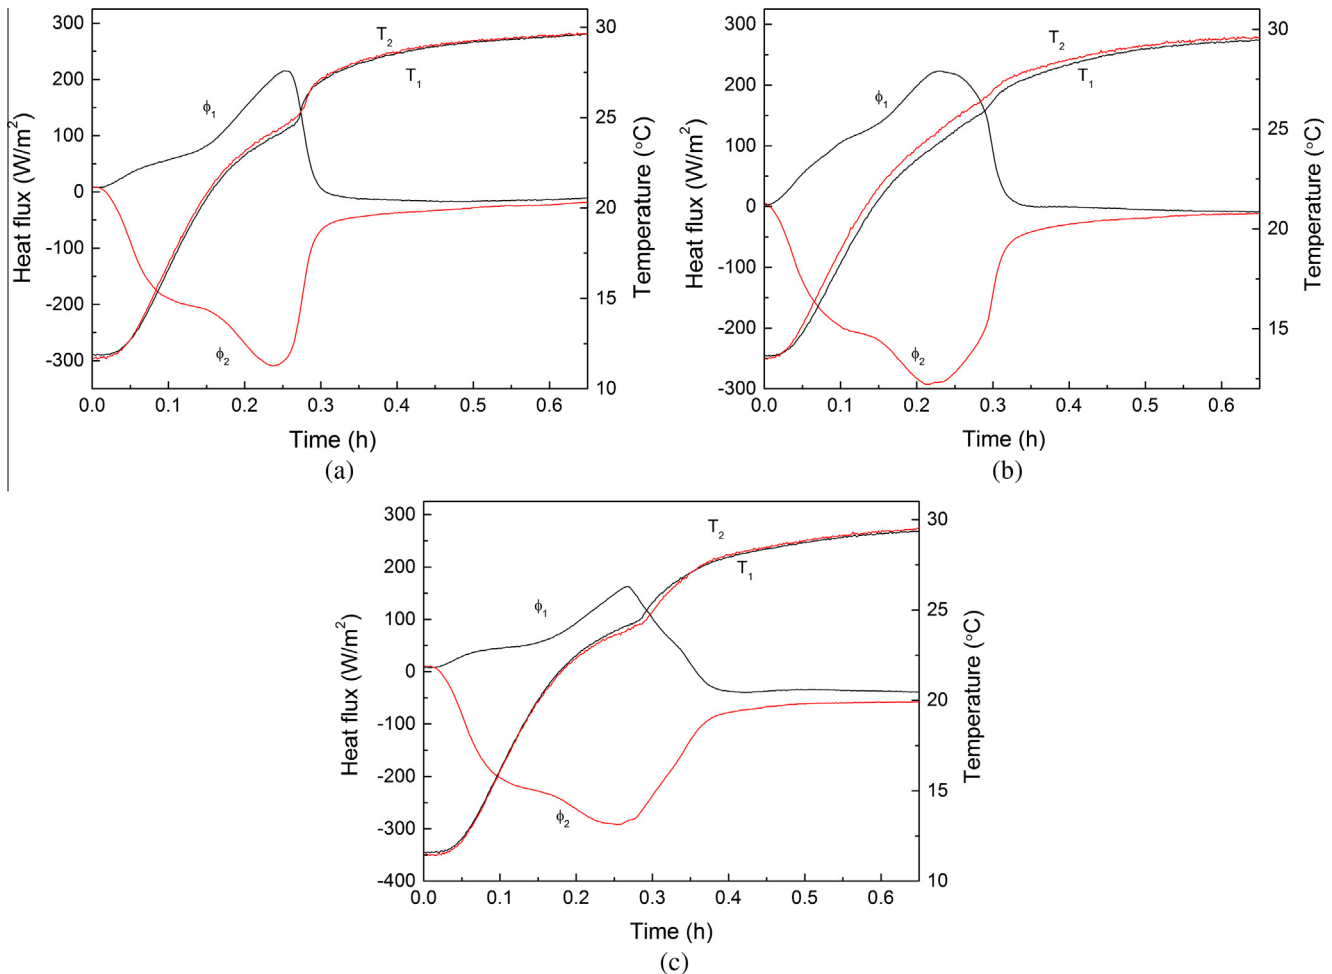 300
200
100
0
-100
-200
-300
Heat flux (W/m²)
30
25
20
15
10
Temperature (°C)
0.0 0.1 0.2 0.3 0.4 0.5 0.6
Time (h)
T₂
T₁
ϕ₁
ϕ₂
(a)
300
200
100
0
-100
-200
-300
Heat flux (W/m²)
30
25
20
15
Temperature (°C)
0.0 0.1 0.2 0.3 0.4 0.5 0.6
Time (h)
T₂
T₁
ϕ₁
ϕ₂
(b)
300
200
100
0
-100
-200
-300
-400
Heat flux (W/m²)
30
25
20
15
10
Temperature (°C)
0.0 0.1 0.2 0.3 0.4 0.5 0.6
Time (h)
T₂
T₁
ϕ₁
ϕ₂
(c)